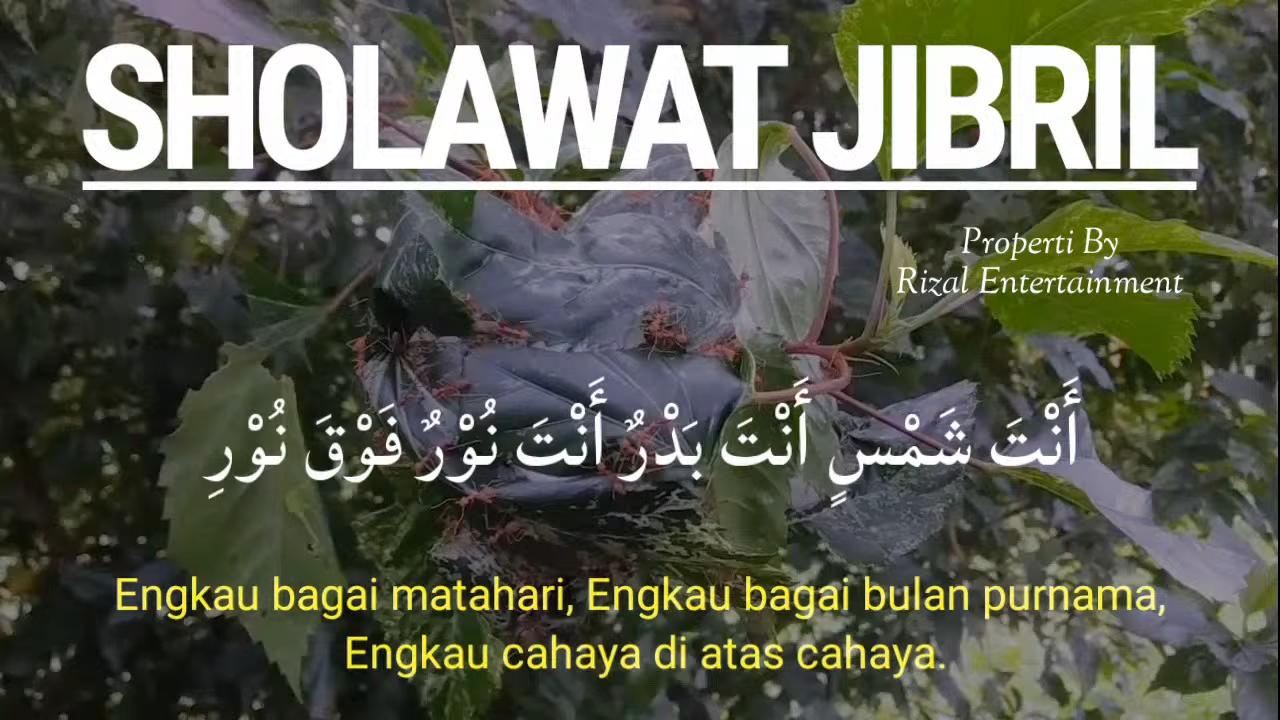 SHOLAWAT JIBRIL
Properti By
Rizal Entertainment
أَنْتَ شَمْسٍ أَنْتَ بَدْرٌ أَنْتَ نُوْرٌ فَوْقَ نُوْرِ
Engkau bagai matahari, Engkau bagai bulan purnama,
Engkau cahaya di atas cahaya.